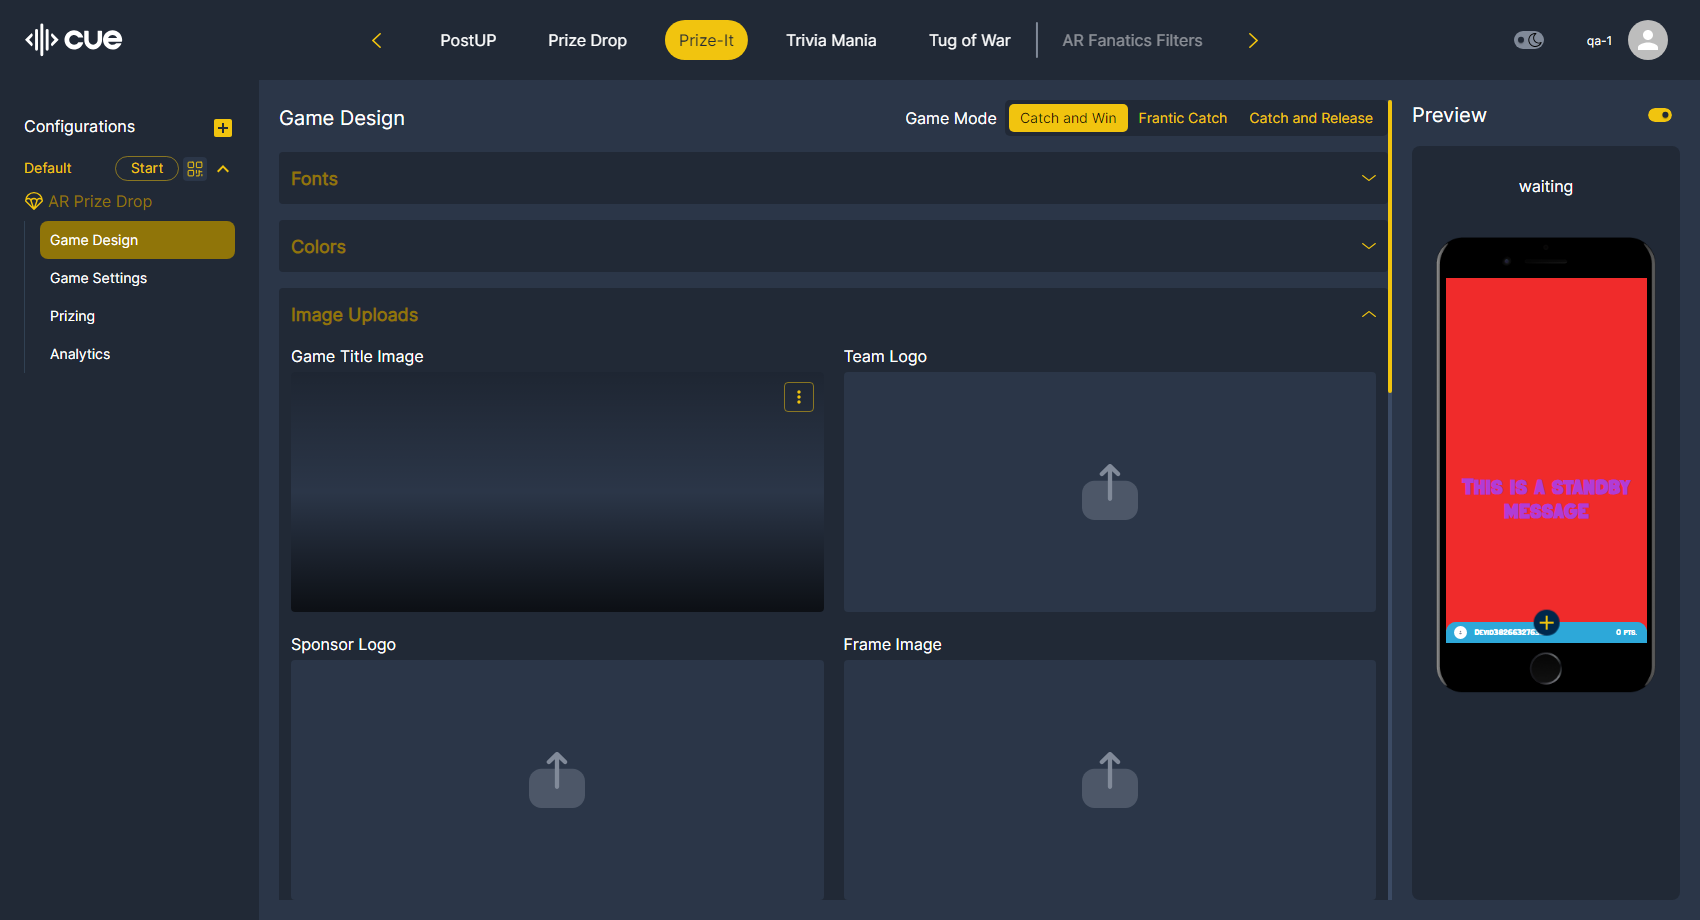 cue
PostUP
Prize Drop
Prize-It
Trivia Mania
Tug of War
AR Fanatics Filters
qa-1
Configurations
Default
Start
AR Prize Drop
Game Design
Game Settings
Prizing
Analytics
Game Design
Game Mode
Catch and Win
Frantic Catch
Catch and Release
Fonts
Colors
Image Uploads
Game Title Image
Team Logo
Sponsor Logo
Frame Image
Preview
waiting
This is a standby
message
0 pts.